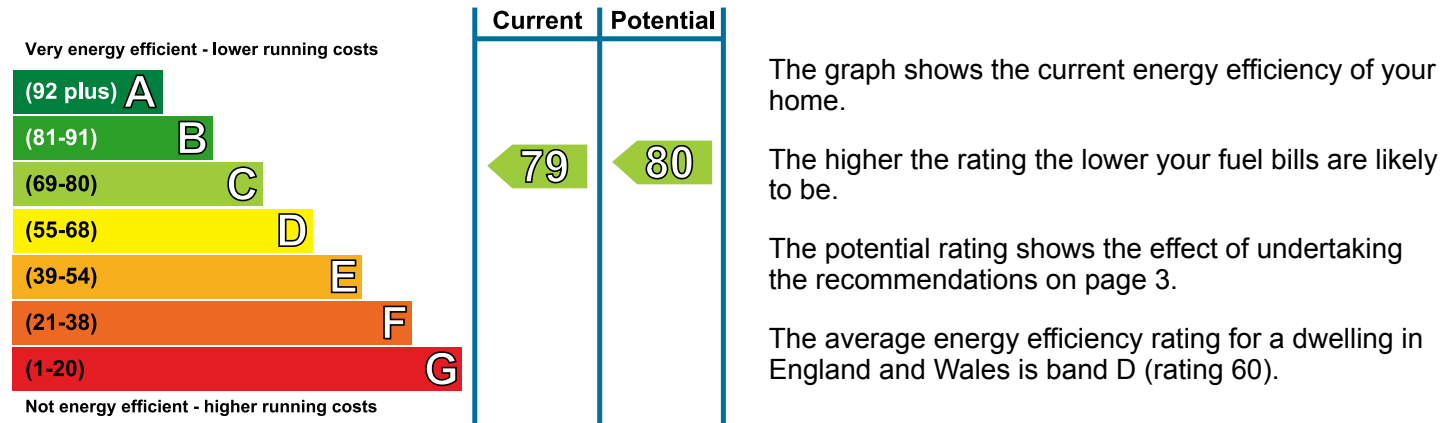 Current Potential
Very energy efficient - lower running costs
(92 plus) A
(81-91) B
(69-80) C
79 80
(55-68) D
(39-54) E
(21-38) F
(1-20) G
Not energy efficient - higher running costs
The graph shows the current energy efficiency of your
home.
The higher the rating the lower your fuel bills are likely
to be.
The potential rating shows the effect of undertaking
the recommendations on page 3.
The average energy efficiency rating for a dwelling in
England and Wales is band D (rating 60).